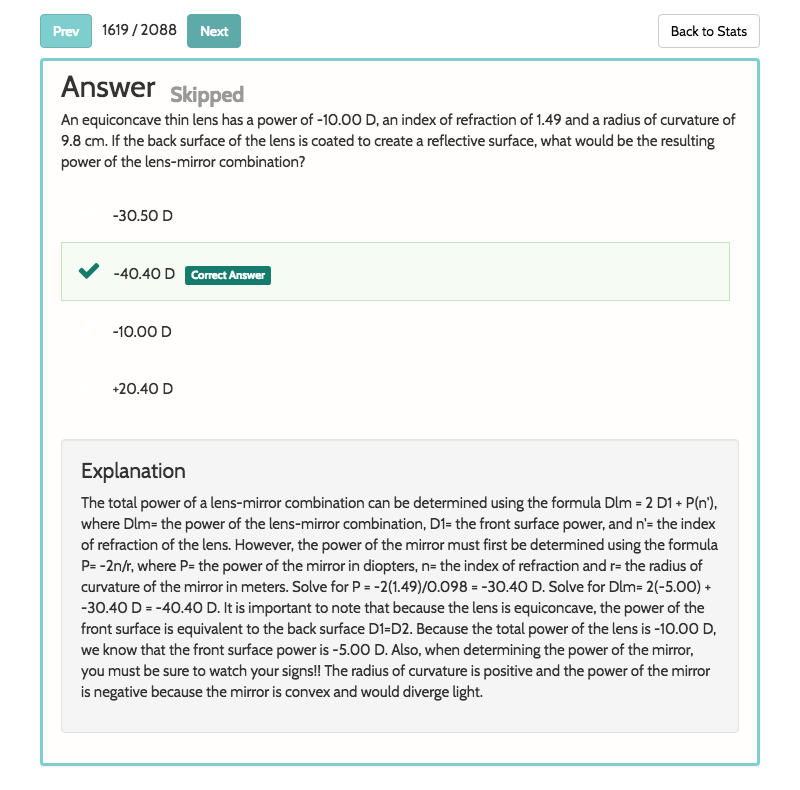 Prev 1619 / 2088 Next Back to Stats
Answer Skipped
An equiconcave thin lens has a power of -10.00 D, an index of refraction of 1.49 and a radius of curvature of
9.8 cm. If the back surface of the lens is coated to create a reflective surface, what would be the resulting
power of the lens-mirror combination?
-30.50 D
-40.40 D Correct Answer
-10.00 D
+20.40 D
Explanation
The total power of a lens-mirror combination can be determined using the formula Dlm = 2 D1 + P(n'),
where Dlm= the power of the lens-mirror combination, D1= the front surface power, and n'= the index
of refraction of the lens. However, the power of the mirror must first be determined using the formula
P= -2n/r, where P= the power of the mirror in diopters, n= the index of refraction and r= the radius of
curvature of the mirror in meters. Solve for P = -2(1.49)/0.098 = -30.40 D. Solve for Dlm= 2(-5.00) +
-30.40 D = -40.40 D. It is important to note that because the lens is equiconcave, the power of the
front surface is equivalent to the back surface D1=D2. Because the total power of the lens is -10.00 D,
we know that the front surface power is -5.00 D. Also, when determining the power of the mirror,
you must be sure to watch your signs!! The radius of curvature is positive and the power of the mirror
is negative because the mirror is convex and would diverge light.